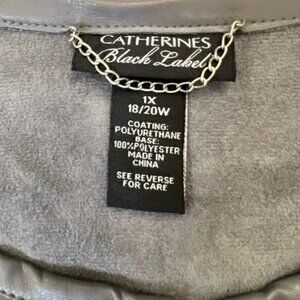 CATHERINES
Black Label
1X
18/20W
COATING:
POLYURETHANE
BASE:
100%POLYESTER
MADE IN
CHINA
SEE REVERSE
FOR CARE